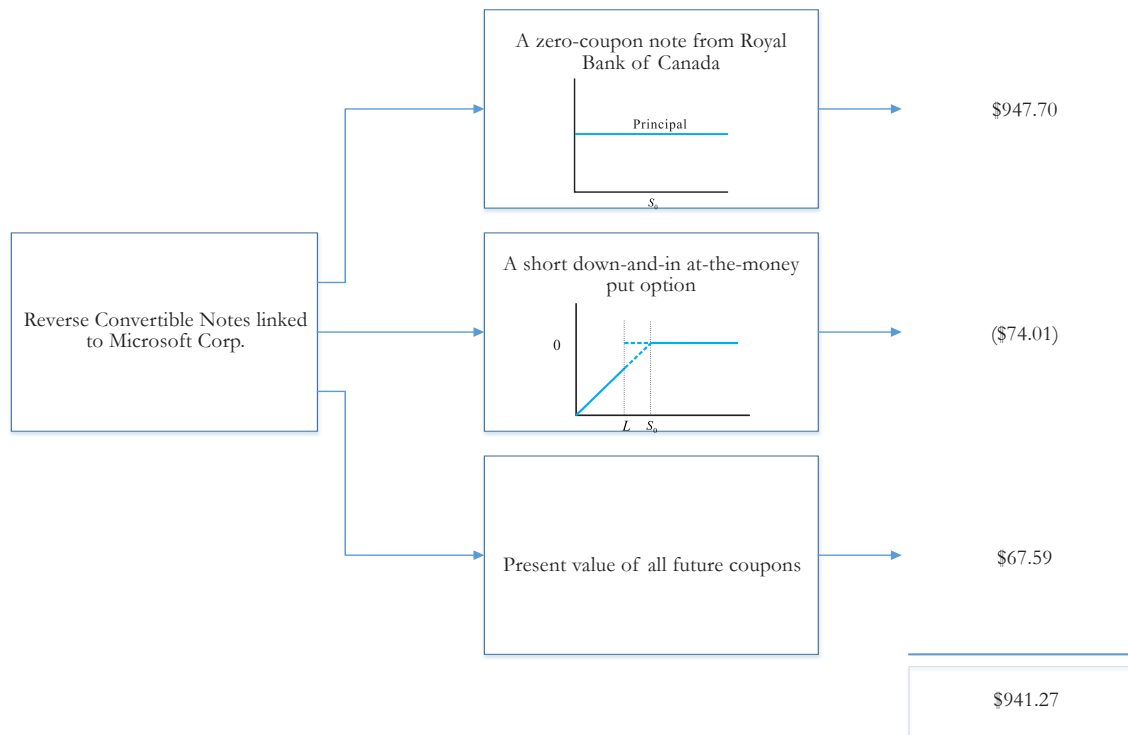 A zero-coupon note from Royal
Bank of Canada
Principal
S₀
$947.70
Reverse Convertible Notes linked
to Microsoft Corp.
A short down-and-in at-the-money
put option
0
L S₀
($74.01)
Present value of all future coupons
$67.59
$941.27